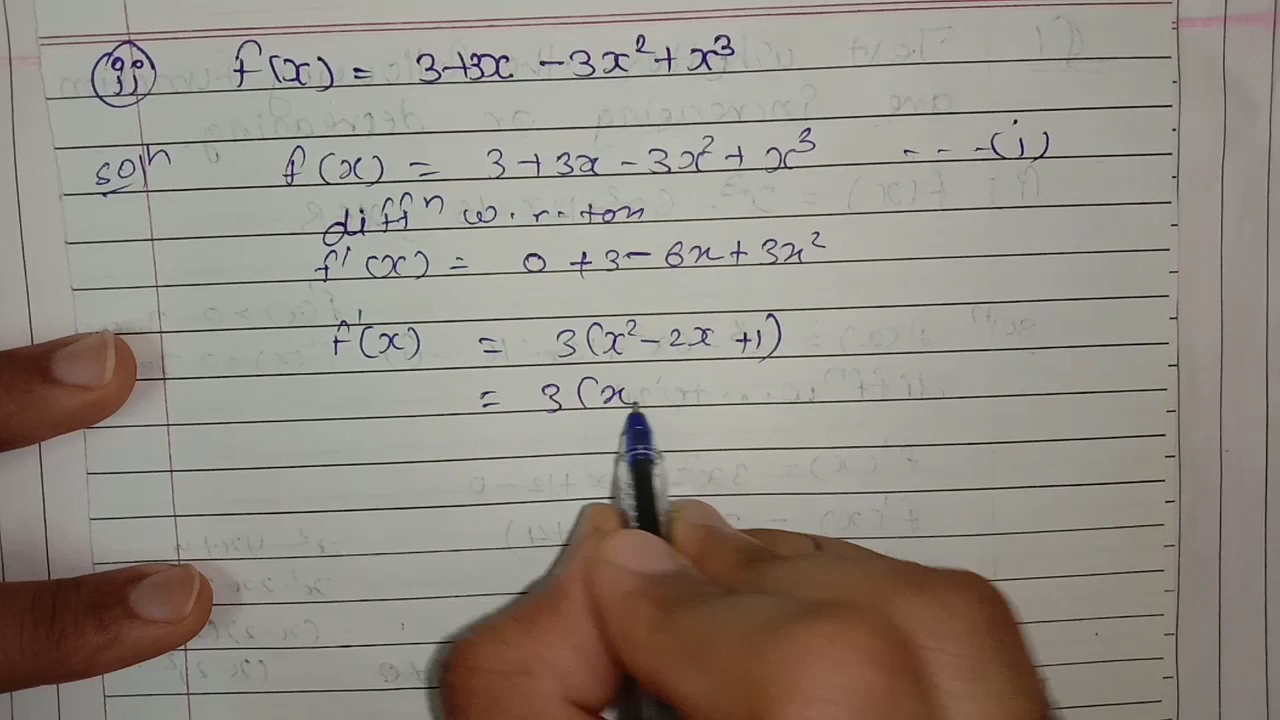 (ii) f(x) = 3+3x - 3x² + x³
soln f(x) = 3+3x - 3x² + x³ ---(i)
diffn w.r.to x
f'(x) = 0 + 3 - 6x + 3x²
f'(x) = 3(x² - 2x + 1)
= 3(x